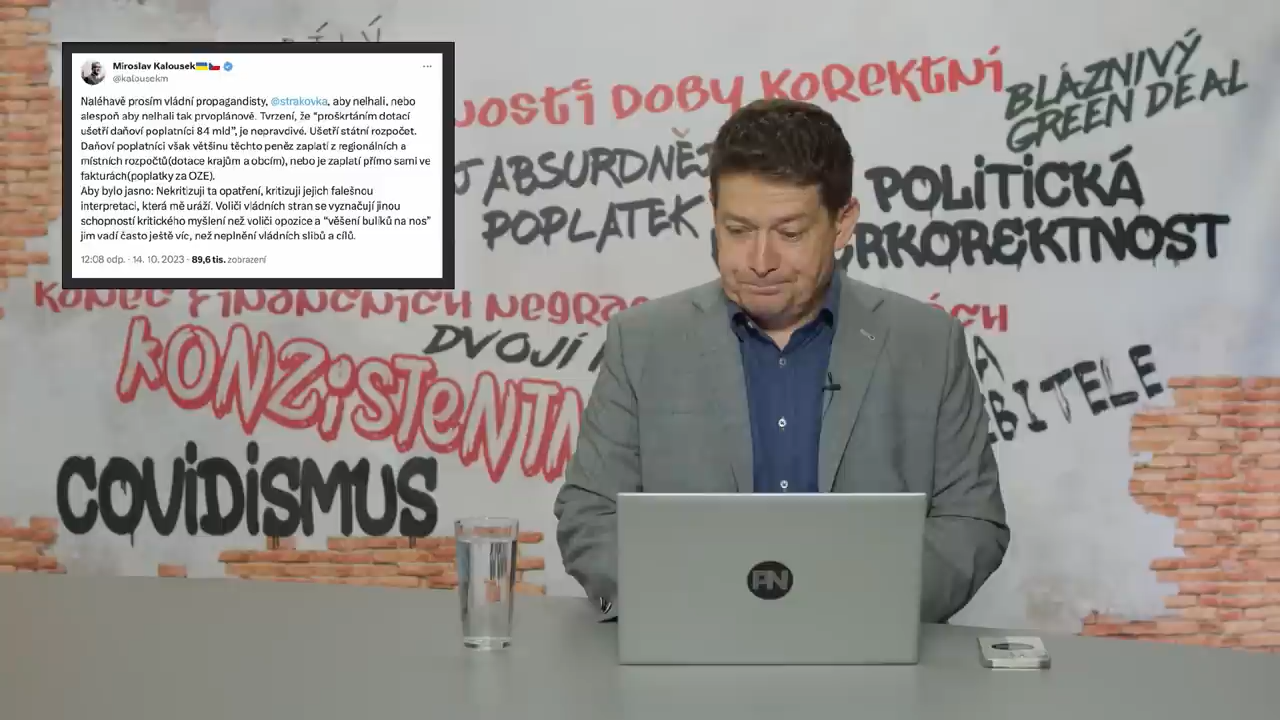 Miroslav Kalousek
@kalousekm
Naléhavě prosím vládní propagandisty, @strakovka, aby nelhali, nebo
alespoň aby nelhali tak prvoplánově. Tvrzení, že "proškrtáním dotací
ušetří daňoví poplatníci 84 mld", je nepravdivé. Ušetří státní rozpočet.
Daňoví poplatníci však většinu těchto peněz zaplatí z regionálních a
místních rozpočtů(dotace krajům a obcím), nebo je zaplatí přímo sami ve
fakturách(poplatky za OZE).
Aby bylo jasno: Nekritizuji ta opatření, kritizuji jejich falešnou
interpretaci, která mě uráží. Voliči vládních stran se vyznačují jinou
schopností kritického myšlení než voliči opozice a "věšení bulíků na nos"
jim vadí často ještě víc, než neplnění vládních slibů a cílů.
12:08 odp. · 14. 10. 2023 · 89,6 tis. zobrazení
DOBY KOREKTNÍ
BLÁZNIVÝ
GREEN DEAL
ABSURDNĚJ
POPLATEK
POLITICKÁ
RKOREKTNOST
KONEC FINANČNÍCH
KONZISTENTN
DVOJÍ
BITELE
COVIDISMUS
PN